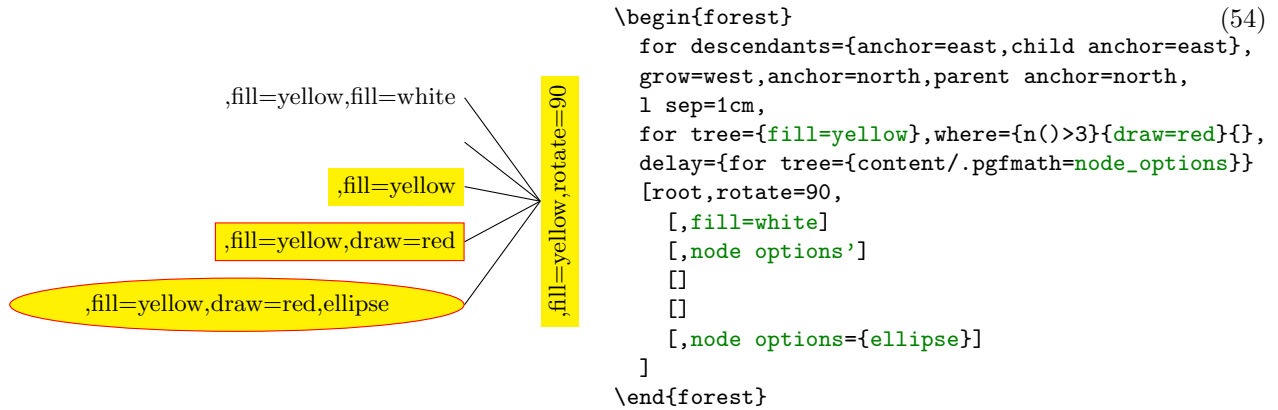 ,fill=yellow,fill=white
,fill=yellow
,fill=yellow,draw=red
,fill=yellow,draw=red,ellipse
,fill=yellow,rotate=90
\begin{forest}
(54)
for descendants={anchor=east,child anchor=east},
grow=west,anchor=north,parent anchor=north,
l sep=1cm,
for tree={fill=yellow},where={n()>3}{draw=red}{},
delay={for tree={content/.pgfmath=node_options}}
[root,rotate=90,
[,fill=white]
[,node options']
[]
[]
[,node options={ellipse}]
]
\end{forest}